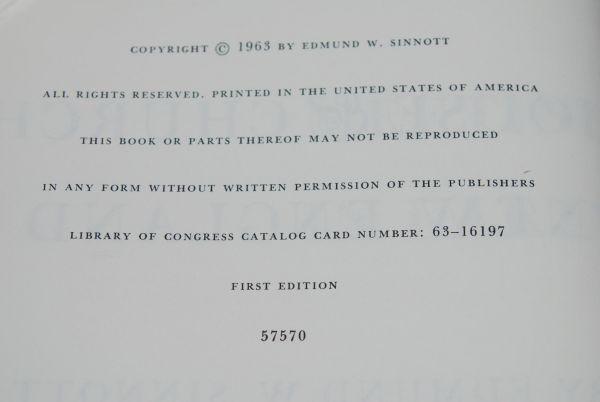 COPYRIGHT © 1963 BY EDMUND W. SINNOTT
ALL RIGHTS RESERVED. PRINTED IN THE UNITED STATES OF AMERICA
THIS BOOK OR PARTS THEREOF MAY NOT BE REPRODUCED
IN ANY FORM WITHOUT WRITTEN PERMISSION OF THE PUBLISHERS
LIBRARY OF CONGRESS CATALOG CARD NUMBER: 63–16197
FIRST EDITION
57570